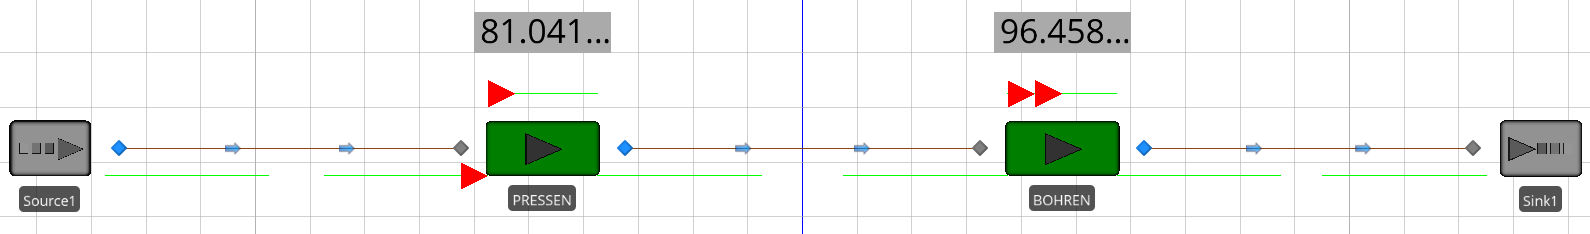 81.041...
96.458...
Source1
PRESSEN
BOHREN
Sink1